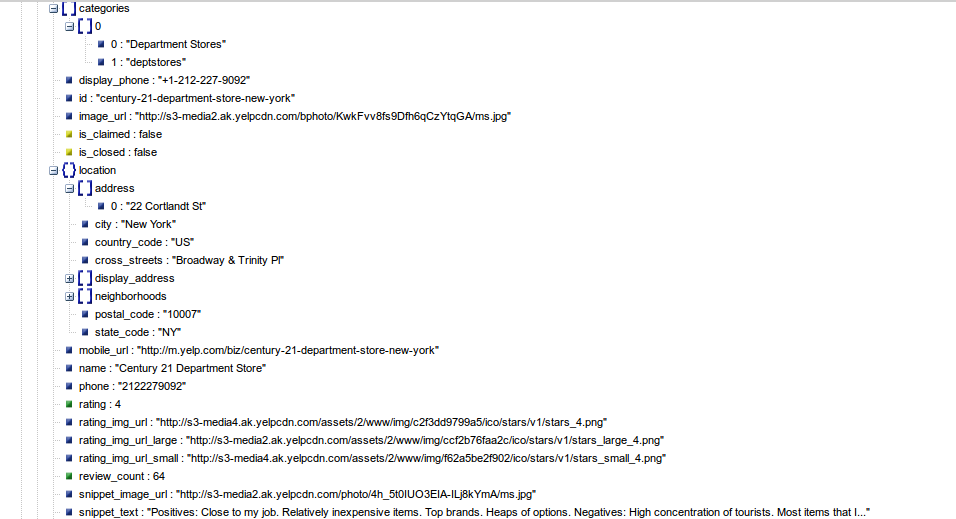 categories
0
0 : "Department Stores"
1 : "deptstores"
display_phone : "+1-212-227-9092"
id : "century-21-department-store-new-york"
image_url : "http://s3-media2.ak.yelpcdn.com/bphoto/KwkFvv8fs9Dfh6qCzYtqGA/ms.jpg"
is_claimed : false
is_closed : false
location
address
0 : "22 Cortlandt St"
city : "New York"
country_code : "US"
cross_streets : "Broadway & Trinity Pl"
display_address
neighborhoods
postal_code : "10007"
state_code : "NY"
mobile_url : "http://m.yelp.com/biz/century-21-department-store-new-york"
name : "Century 21 Department Store"
phone : "2122279092"
rating : 4
rating_img_url : "http://s3-media4.ak.yelpcdn.com/assets/2/www/img/c2f3dd9799a5/ico/stars/v1/stars_4.png"
rating_img_url_large : "http://s3-media2.ak.yelpcdn.com/assets/2/www/img/ccf2b76faa2c/ico/stars/v1/stars_large_4.png"
rating_img_url_small : "http://s3-media4.ak.yelpcdn.com/assets/2/www/img/f62a5be2f902/ico/stars/v1/stars_small_4.png"
review_count : 64
snippet_image_url : "http://s3-media2.ak.yelpcdn.com/photo/4h_5t0IUO3EIA-ILj8kYmA/ms.jpg"
snippet_text : "Positives: Close to my job. Relatively inexpensive items. Top brands. Heaps of options. Negatives: High concentration of tourists. Most items that I..."